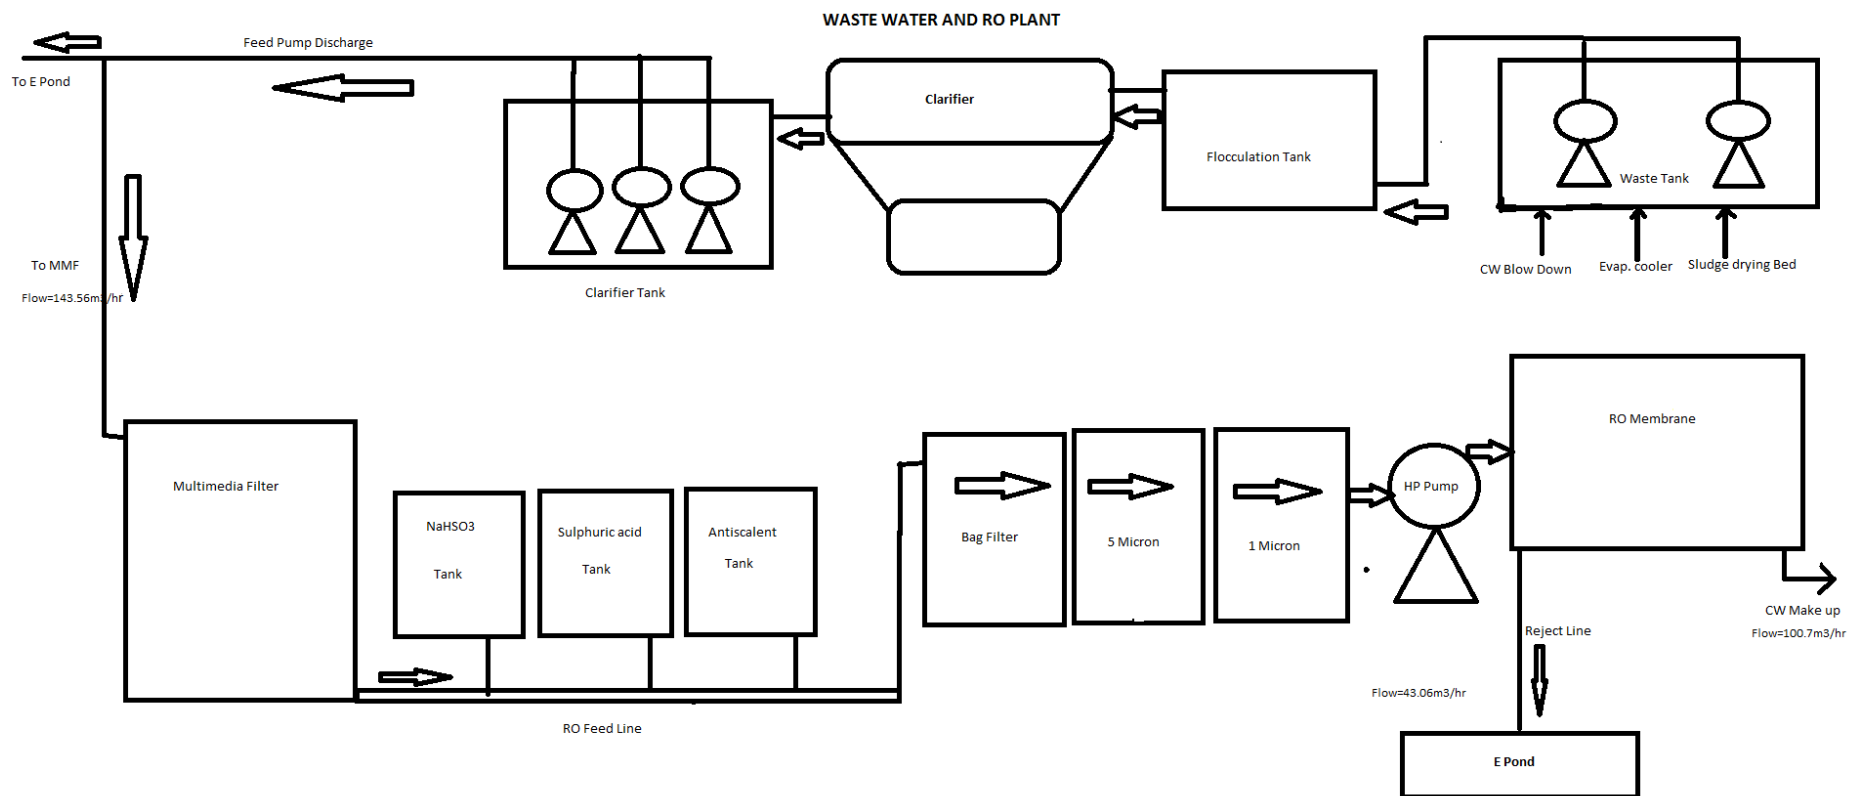 WASTE WATER AND RO PLANT
Feed Pump Discharge
To E Pond
Clarifier
Flocculation Tank
Waste Tank
To MMF
Flow=143.56m3/hr
Clarifier Tank
CW Blow Down
Evap. cooler
Sludge drying Bed
Multimedia Filter
NaHSO3
Tank
Sulphuric acid
Tank
Antiscalent
Tank
Bag Filter
5 Micron
1 Micron
HP Pump
RO Membrane
CW Make up
Flow=100.7m3/hr
Reject Line
Flow=43.06m3/hr
RO Feed Line
E Pond